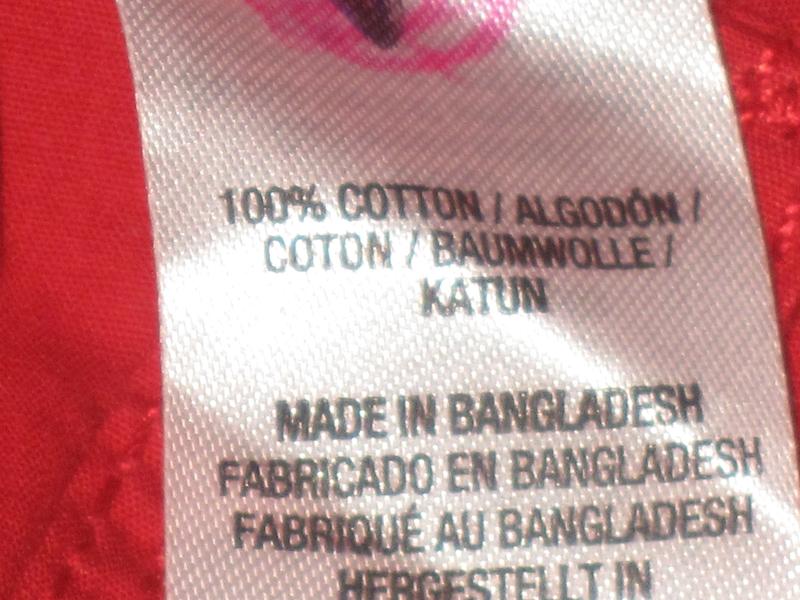 100% COTTON / ALGODÓN /
COTON / BAUMWOLLE /
KATUN
MADE IN BANGLADESH
FABRICADO EN BANGLADESH
FABRIQUÉ AU BANGLADESH
HERGESTELLT IN